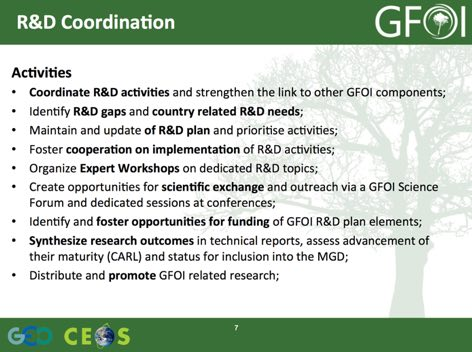 R&D Coordination
GFOI
Activities
• Coordinate R&D activities and strengthen the link to other GFOI components;
• Identify R&D gaps and country related R&D needs;
• Maintain and update of R&D plan and prioritise activities;
• Foster cooperation on implementation of R&D activities;
• Organize Expert Workshops on dedicated R&D topics;
• Create opportunities for scientific exchange and outreach via a GFOI Science
Forum and dedicated sessions at conferences;
• Identify and foster opportunities for funding of GFOI R&D plan elements;
• Synthesize research outcomes in technical reports, assess advancement of
their maturity (CARL) and status for inclusion into the MGD;
• Distribute and promote GFOI related research;
GEO CEOS
7